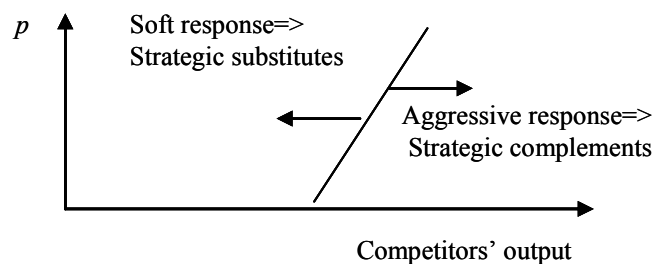 p
Soft response=>
Strategic substitutes
Aggressive response=>
Strategic complements
Competitors’ output